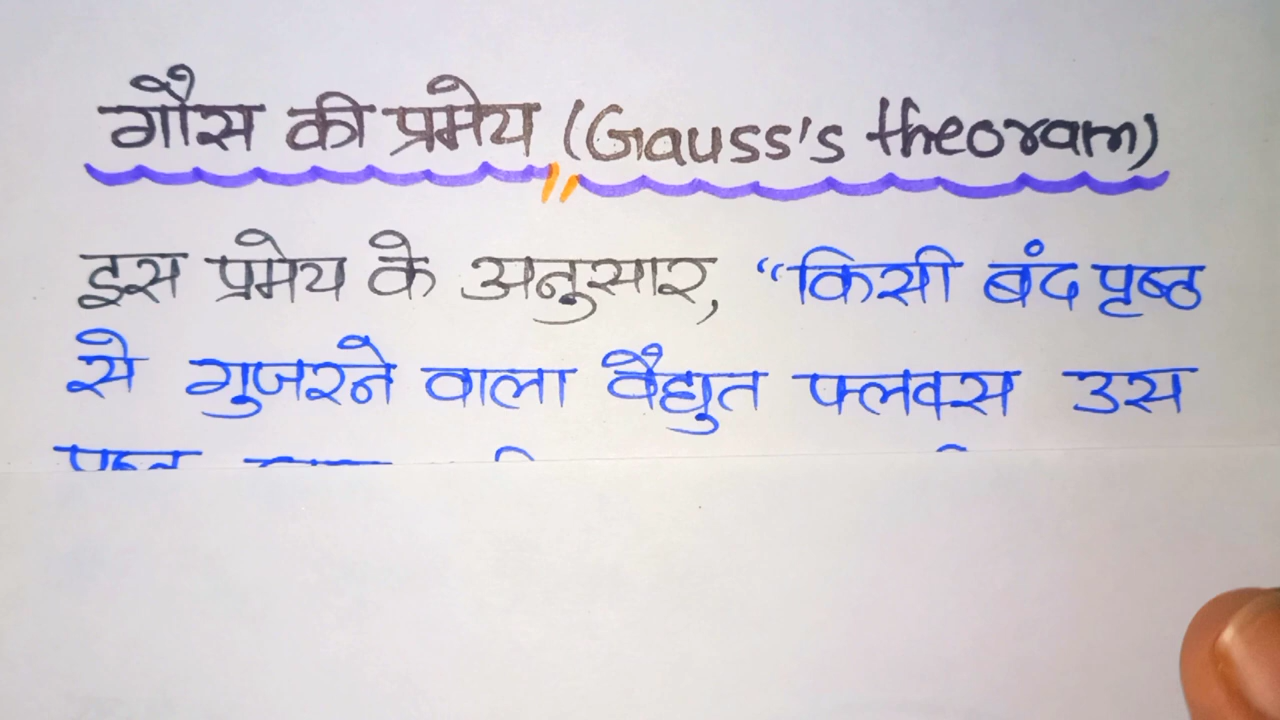 गौस की प्रमेय (Gauss's theoram)
इस प्रमेय के अनुसार, “किसी बंद पृष्ठ
से गुजरने वाला वैद्युत फ्लक्स उस